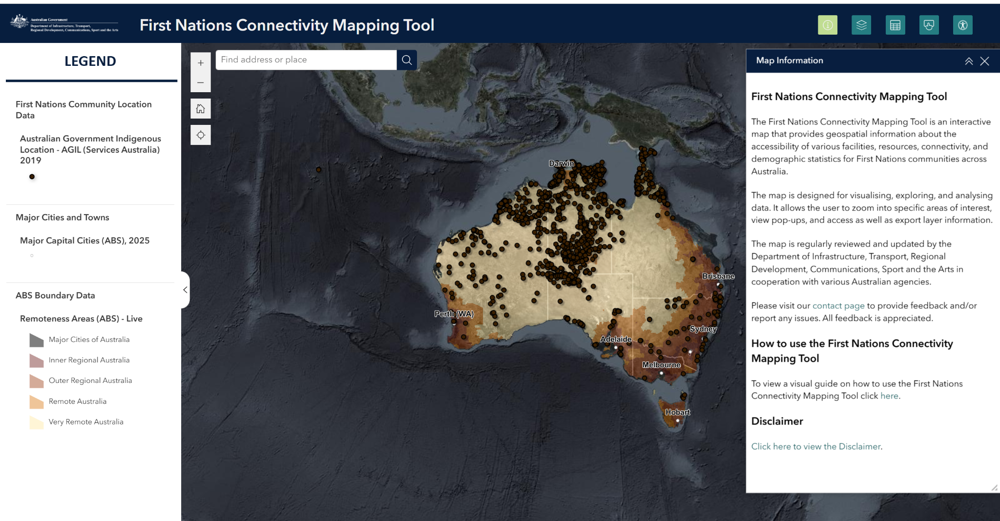 Australian Government
Department of Infrastructure, Transport,
Regional Development, Communications, Sport and the Arts
First Nations Connectivity Mapping Tool
LEGEND
First Nations Community Location
Data
Australian Government Indigenous
Location - AGIL (Services Australia)
2019
Major Cities and Towns
Major Capital Cities (ABS), 2025
ABS Boundary Data
Remoteness Areas (ABS) - Live
Major Cities of Australia
Inner Regional Australia
Outer Regional Australia
Remote Australia
Very Remote Australia
Find address or place
Darwin
Brisbane
Perth (WA)
Sydney
Adelaide
Melbourne
Hobart
Map Information
First Nations Connectivity Mapping Tool
The First Nations Connectivity Mapping Tool is an interactive
map that provides geospatial information about the
accessibility of various facilities, resources, connectivity, and
demographic statistics for First Nations communities across
Australia.
The map is designed for visualising, exploring, and analysing
data. It allows the user to zoom into specific areas of interest,
view pop-ups, and access as well as export layer information.
The map is regularly reviewed and updated by the
Department of Infrastructure, Transport, Regional
Development, Communications, Sport and the Arts in
cooperation with various Australian agencies.
Please visit our contact page to provide feedback and/or
report any issues. All feedback is appreciated.
How to use the First Nations Connectivity
Mapping Tool
To view a visual guide on how to use the First Nations
Connectivity Mapping Tool click here.
Disclaimer
Click here to view the Disclaimer.